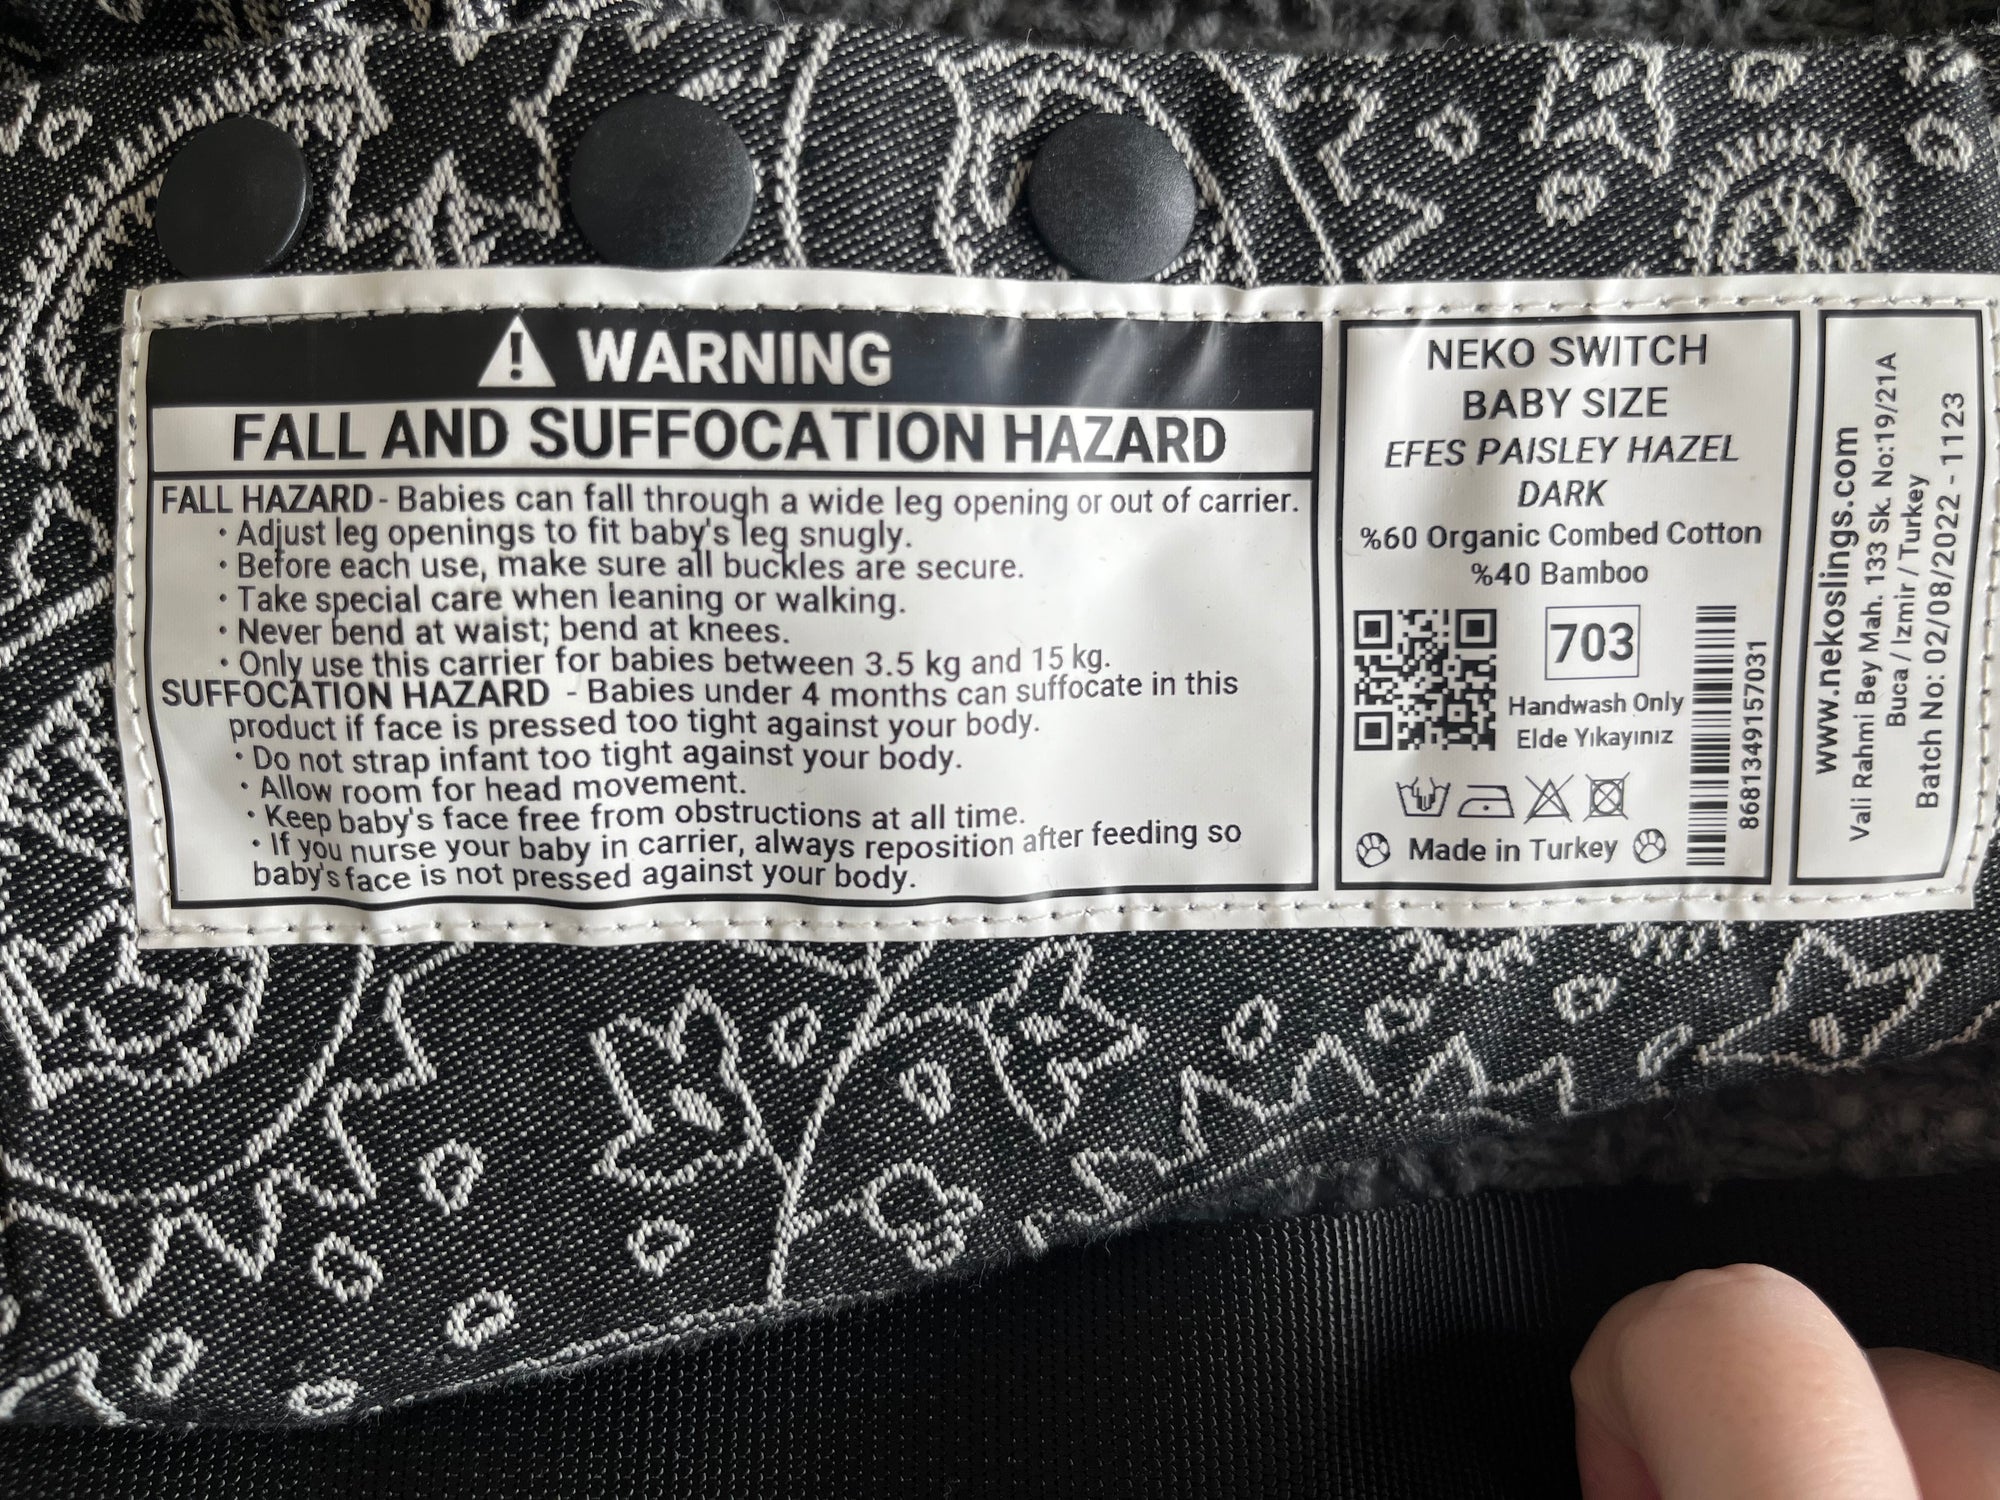 WARNING
FALL AND SUFFOCATION HAZARD
FALL HAZARD - Babies can fall through a wide leg opening or out of carrier.
• Adjust leg openings to fit baby's leg snugly.
• Before each use, make sure all buckles are secure.
• Take special care when leaning or walking.
• Never bend at waist; bend at knees.
• Only use this carrier for babies between 3.5 kg and 15 kg.
SUFFOCATION HAZARD - Babies under 4 months can suffocate in this
product if face is pressed too tight against your body.
• Do not strap infant too tight against your body.
• Allow room for head movement.
• Keep baby's face free from obstructions at all time.
• If you nurse your baby in carrier, always reposition after feeding so
baby's face is not pressed against your body.
NEKO SWITCH
BABY SIZE
EFES PAISLEY HAZEL
DARK
%60 Organic Combed Cotton
%40 Bamboo
703
Handwash Only
Elde Yıkayınız
Made in Turkey
8681349157031
www.nekoslings.com
Vali Rahmi Bey Mah. 133 Sk. No:19/21A
Buca / Izmir / Turkey
Batch No: 02/08/2022 - 1123